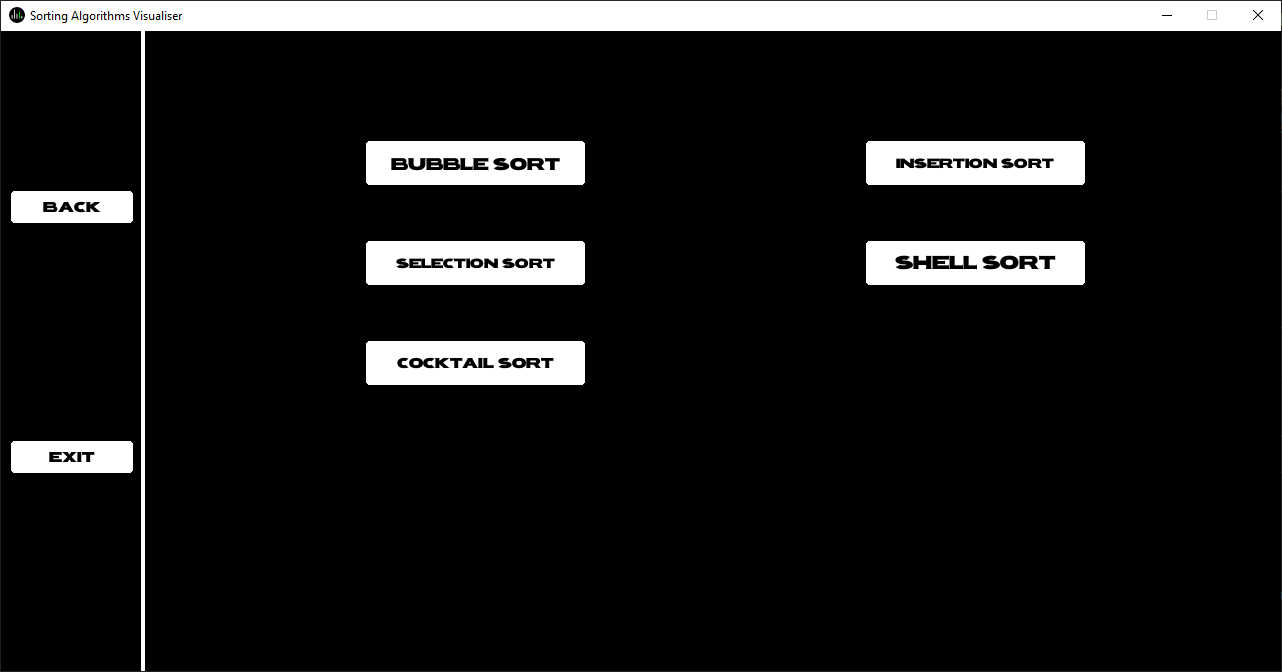 Sorting Algorithms Visualiser
BACK
EXIT
BUBBLE SORT
INSERTION SORT
SELECTION SORT
SHELL SORT
COCKTAIL SORT